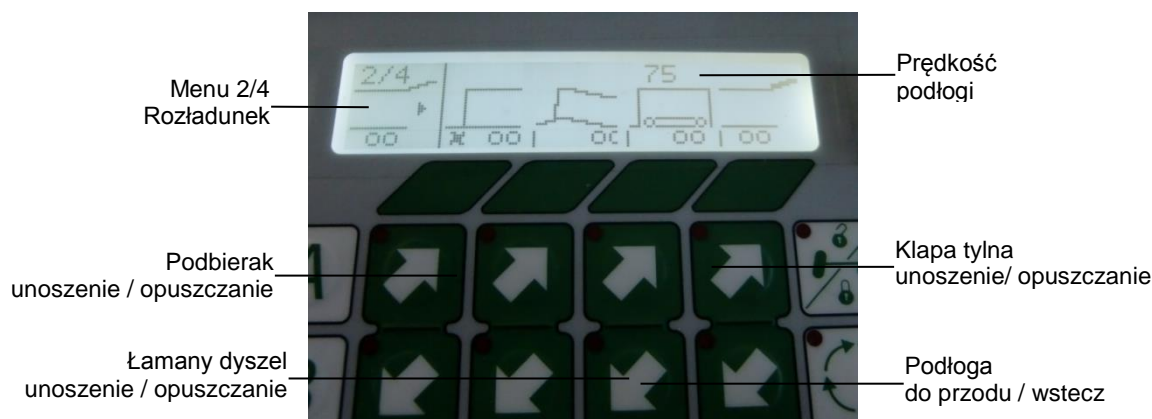 Menu 2/4
Rozładunek
Prędkość
podłogi
2/4
75
00
00
00
00
00
Podbierak
unoszenie / opuszczanie
Klapa tylna
unoszenie/ opuszczanie
Łamany dyszel
unoszenie / opuszczanie
Podłoga
do przodu / wstecz